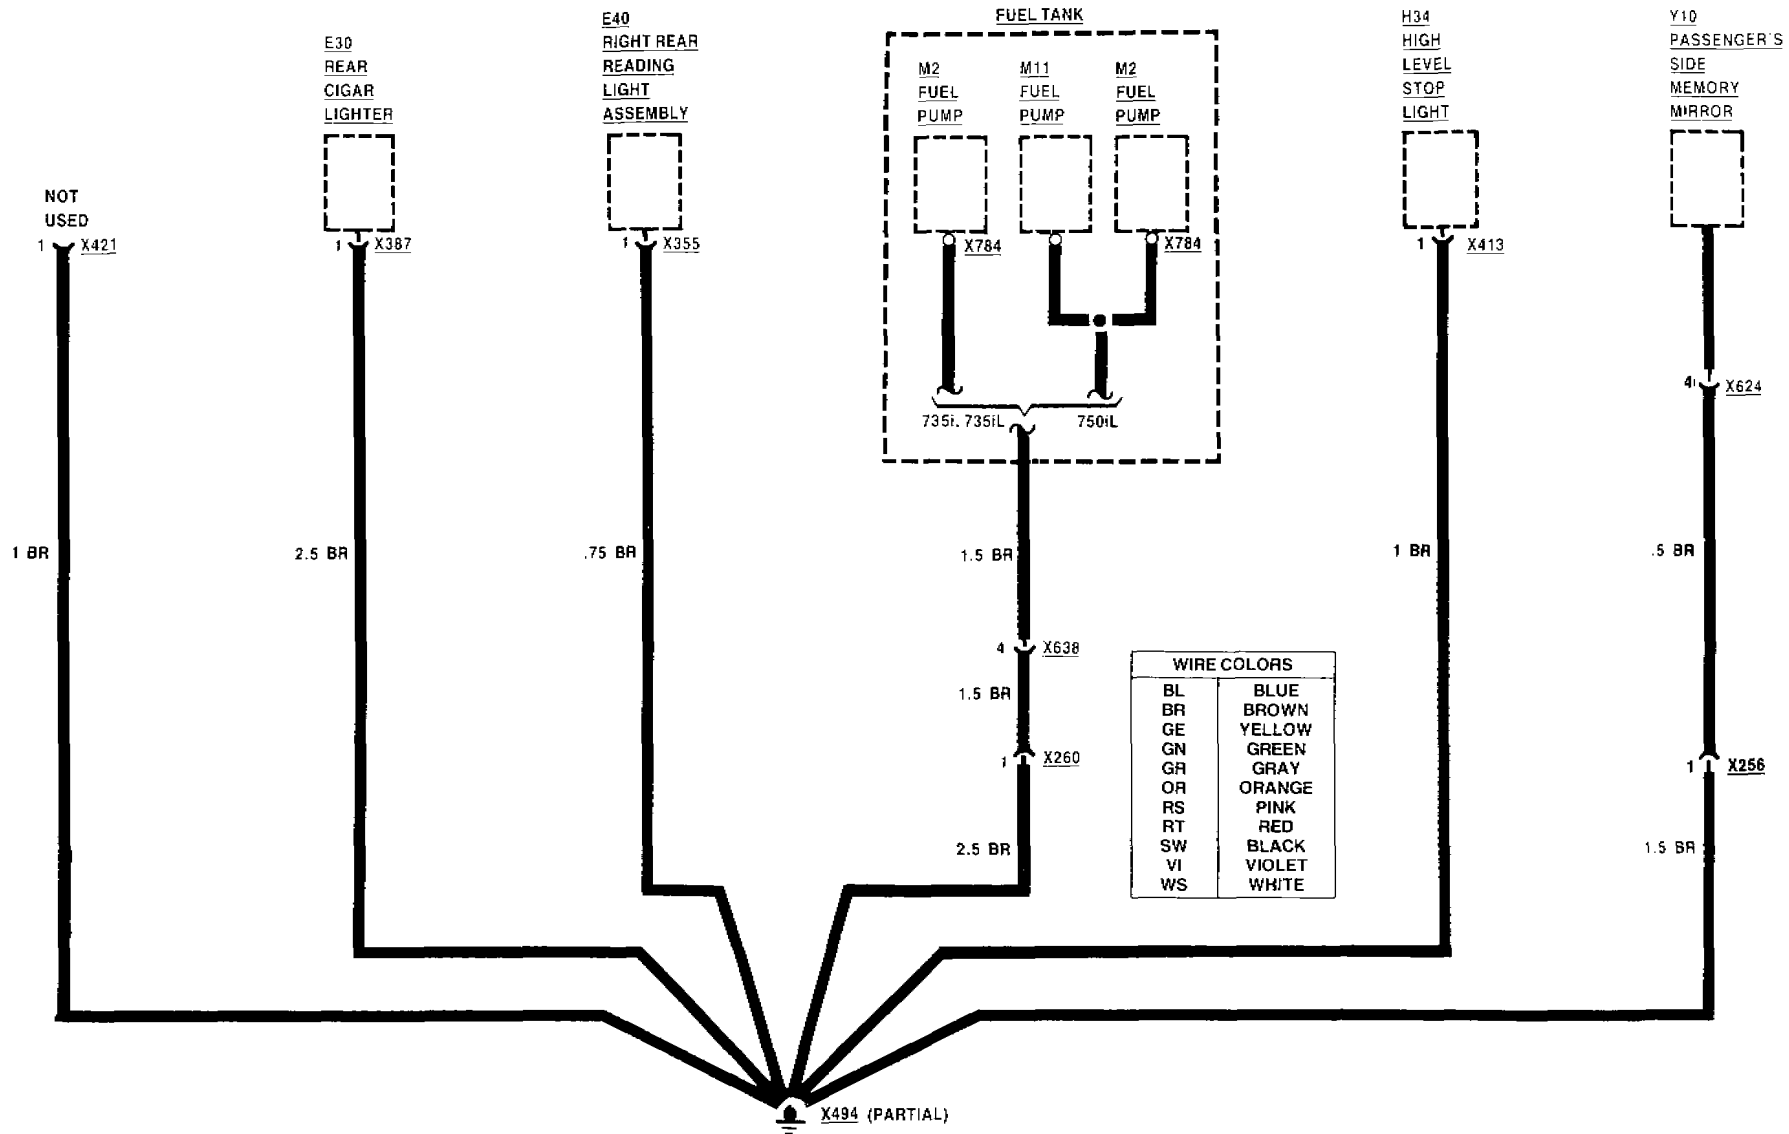 NOT
USED
1 X421
1 BR
E30
REAR
CIGAR
LIGHTER
1 X387
2.5 BR
E40
RIGHT REAR
READING
LIGHT
ASSEMBLY
1 X355
.75 BR
FUEL TANK
M2
FUEL
PUMP
X784
M11
FUEL
PUMP
M2
FUEL
PUMP
X784
735i, 735iL
750iL
1.5 BR
4 X638
1.5 BR
1 X260
2.5 BR
H34
HIGH
LEVEL
STOP
LIGHT
1 X413
1 BR
Y10
PASSENGER'S
SIDE
MEMORY
MIRROR
4 X624
.5 BR
1 X256
1.5 BR
WIRE COLORS
BL BLUE
BR BROWN
GE YELLOW
GN GREEN
GR GRAY
OR ORANGE
RS PINK
RT RED
SW BLACK
VI VIOLET
WS WHITE
X494 (PARTIAL)